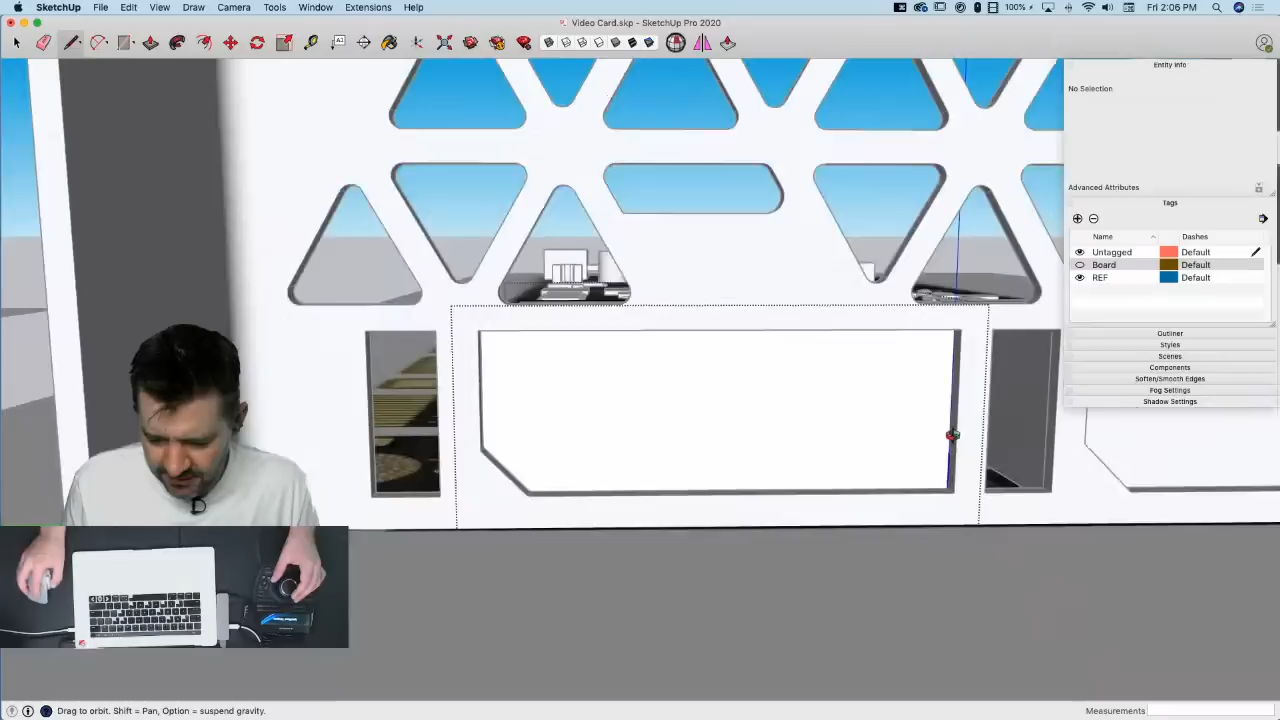 SketchUp File Edit View Draw Camera Tools Window Extensions Help 100% Fri 2:06 PM
Video Card.skp - SketchUp Pro 2020
Entity Info
No Selection
Advanced Attributes
Tags
Name Dashes
Untagged Default
Board Default
REF Default
Outliner
Styles
Scenes
Components
Soften/Smooth Edges
Fog Settings
Shadow Settings
Drag to orbit. Shift = Pan, Option = suspend gravity.
Measurements